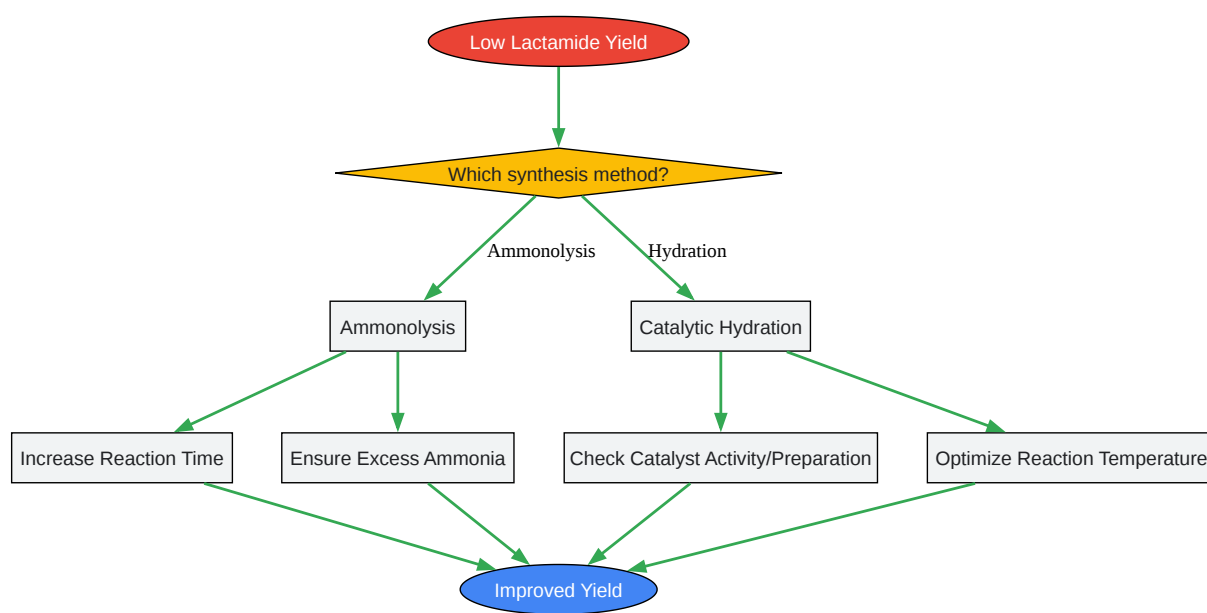 Low Lactamide Yield
Which synthesis method?
Ammonolysis
Hydration
Ammonolysis
Catalytic Hydration
Increase Reaction Time
Ensure Excess Ammonia
Check Catalyst Activity/Preparation
Optimize Reaction Temperature
Improved Yield